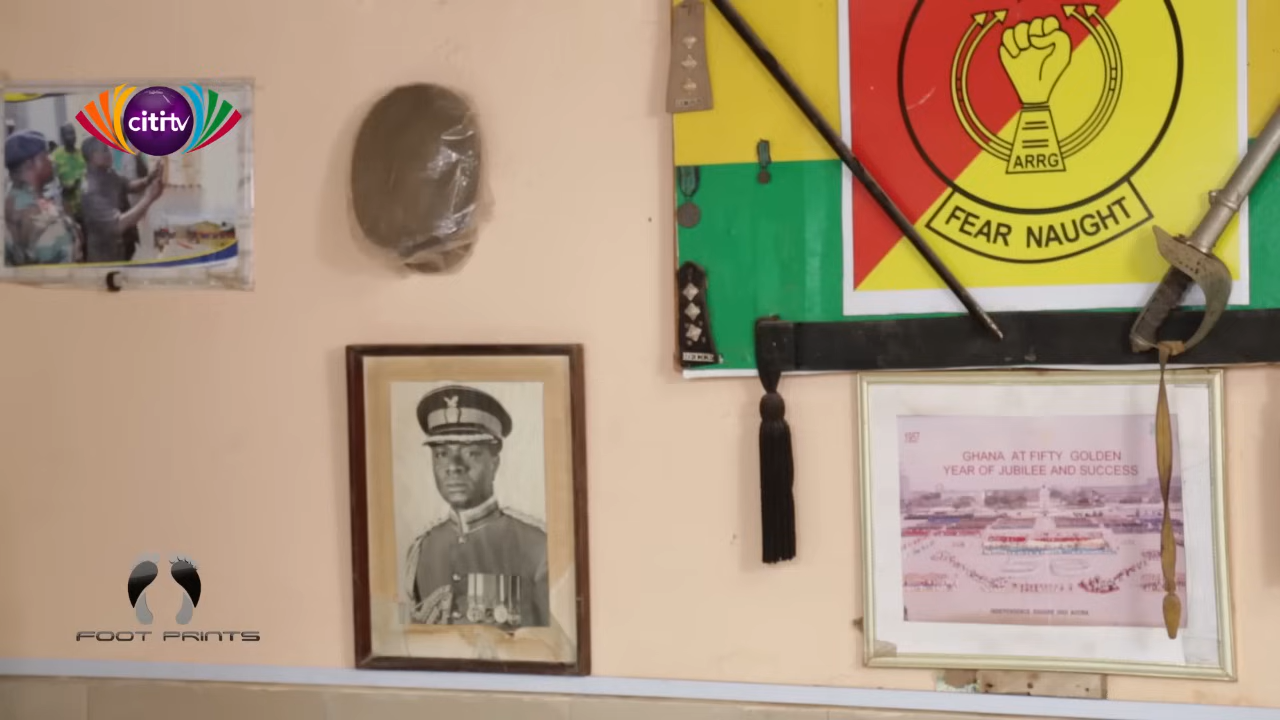 citi tv
ARRG
FEAR NAUGHT
1957
GHANA AT FIFTY GOLDEN
YEAR OF JUBILEE AND SUCCESS
FOOT PRINTS